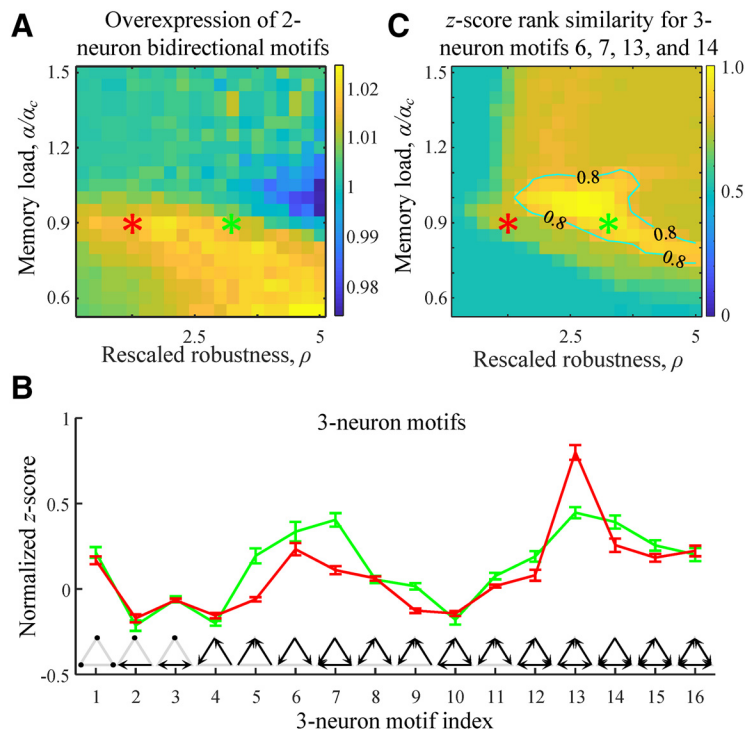 A
Overexpression of 2-
neuron bidirectional motifs
Memory load, α/αc
1.5
1.2
0.9
0.6
2.5
5
Rescaled robustness, ρ
1.02
1.01
1
0.99
0.98
C
z-score rank similarity for 3-
neuron motifs 6, 7, 13, and 14
Memory load, α/αc
1.5
1.2
0.9
0.6
0.8
0.8
0.8
0.8
2.5
5
Rescaled robustness, ρ
1.0
0.5
0
B
3-neuron motifs
Normalized z-score
1
0.5
0
-0.5
1 2 3 4 5 6 7 8 9 10 11 12 13 14 15 16
3-neuron motif index